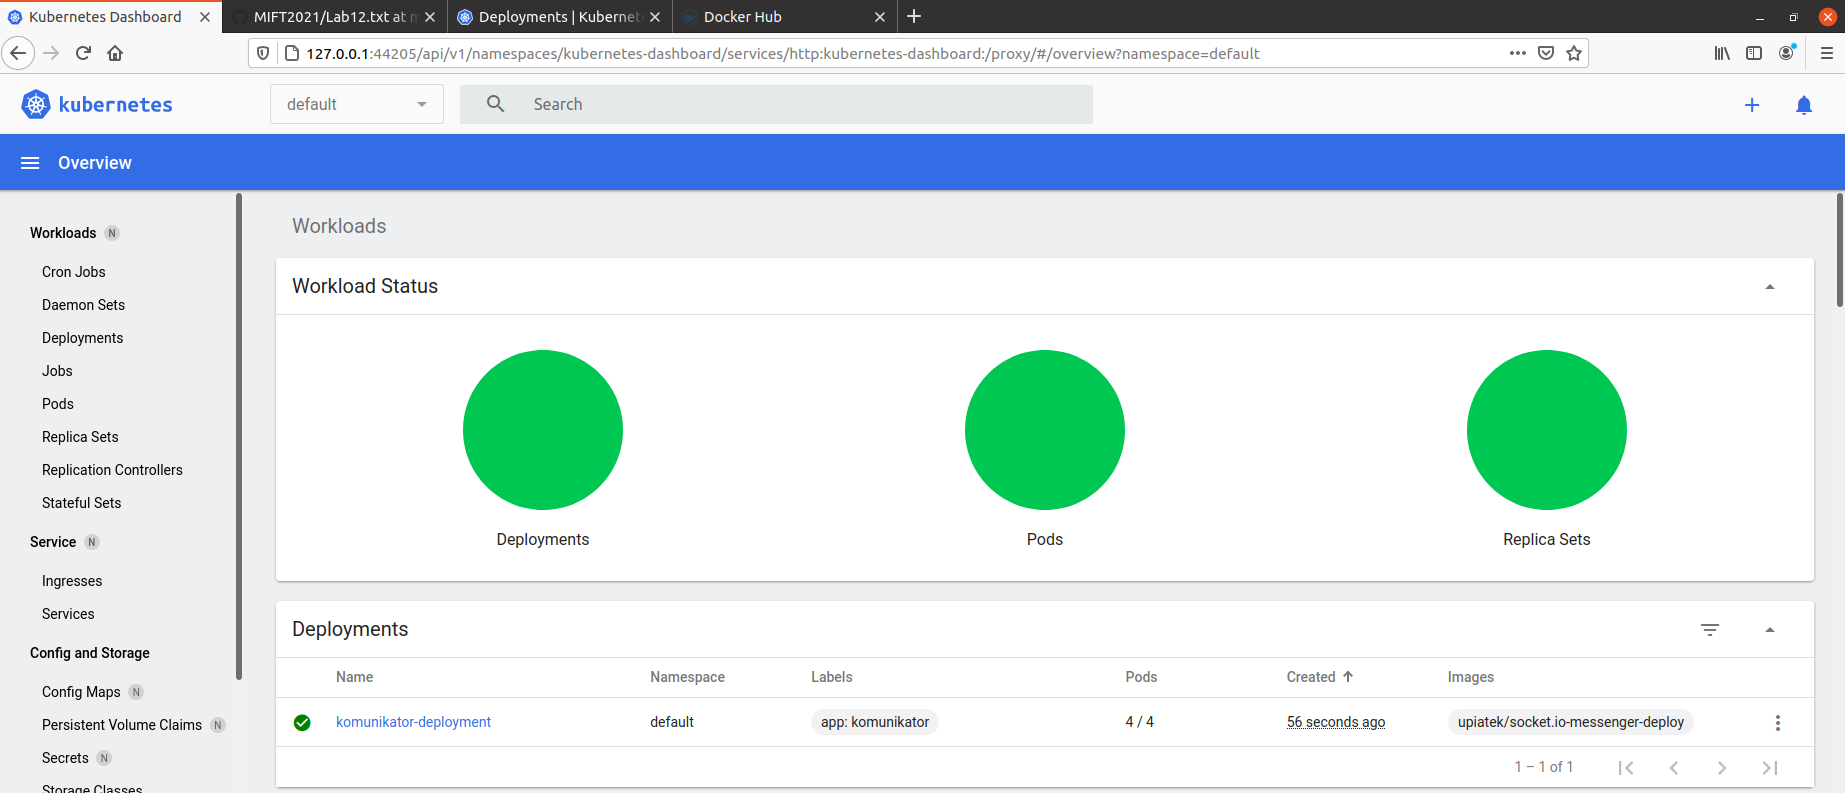 Kubernetes Dashboard
MIFT2021/Lab12.txt at m
Deployments | Kubernet
Docker Hub
127.0.0.1:44205/api/v1/namespaces/kubernetes-dashboard/services/http:kubernetes-dashboard:/proxy/#/overview?namespace=default
kubernetes
default
Search
Overview
Workloads N
Cron Jobs
Daemon Sets
Deployments
Jobs
Pods
Replica Sets
Replication Controllers
Stateful Sets
Service N
Ingresses
Services
Config and Storage
Config Maps N
Persistent Volume Claims N
Secrets N
Storage Classes
Workloads
Workload Status
Deployments
Pods
Replica Sets
Deployments
Name Namespace Labels Pods Created Images
komunikator-deployment default app: komunikator 4 / 4 56 seconds ago upiatek/socket.io-messenger-deploy
1 – 1 of 1